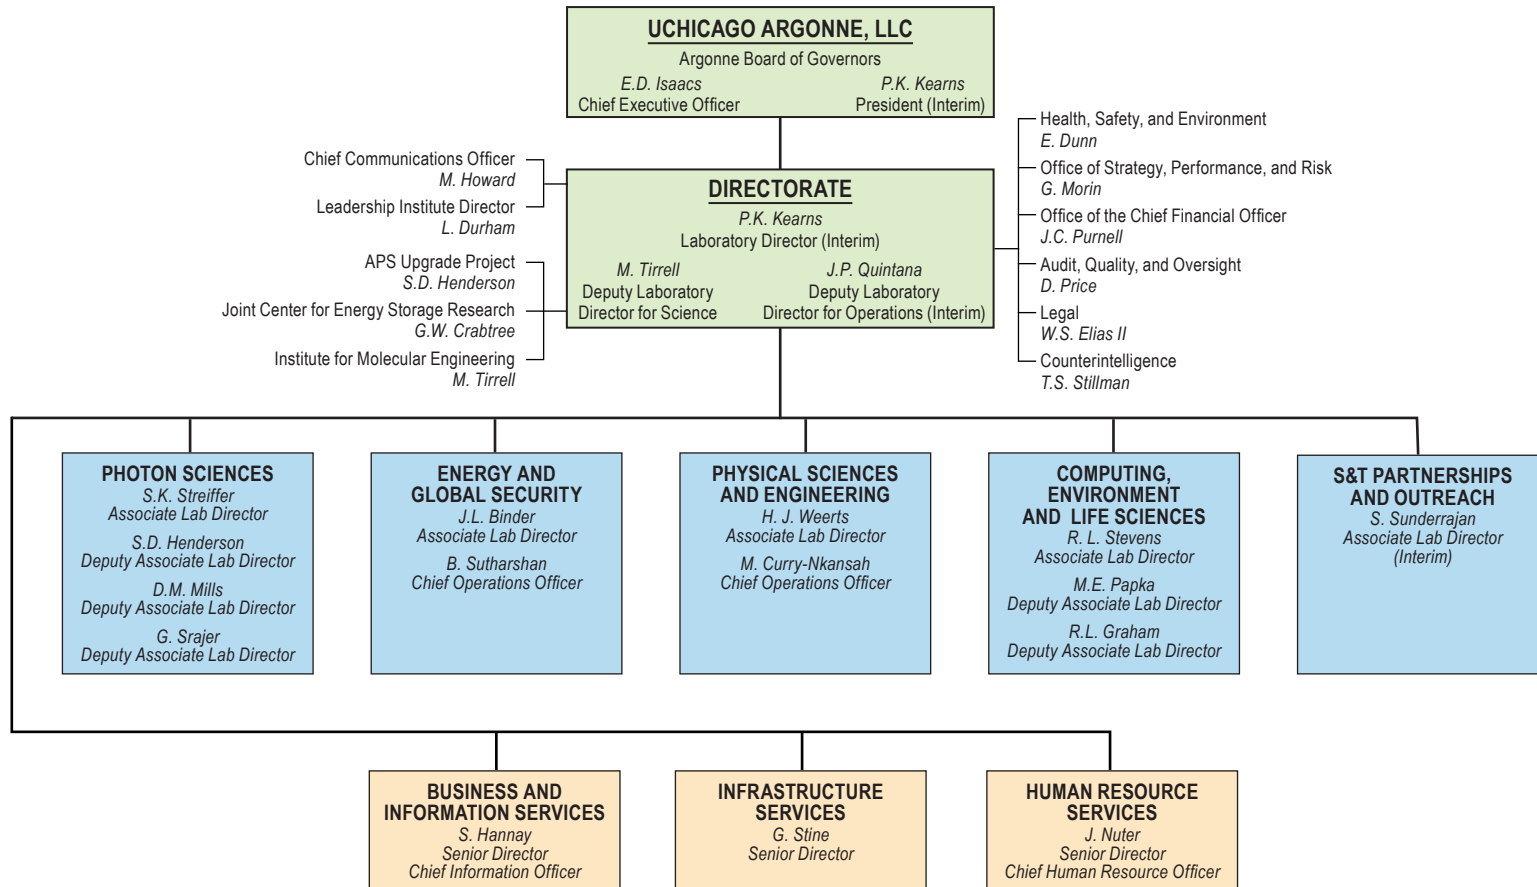 UCHICAGO ARGONNE, LLC
Argonne Board of Governors
E.D. Isaacs
Chief Executive Officer
P.K. Kearns
President (Interim)
Chief Communications Officer
M. Howard
Leadership Institute Director
L. Durham
APS Upgrade Project
S.D. Henderson
Joint Center for Energy Storage Research
G.W. Crabtree
Institute for Molecular Engineering
M. Tirrell
DIRECTORATE
P.K. Kearns
Laboratory Director (Interim)
M. Tirrell
Deputy Laboratory
Director for Science
J.P. Quintana
Deputy Laboratory
Director for Operations (Interim)
Health, Safety, and Environment
E. Dunn
Office of Strategy, Performance, and Risk
G. Morin
Office of the Chief Financial Officer
J.C. Purnell
Audit, Quality, and Oversight
D. Price
Legal
W.S. Elias II
Counterintelligence
T.S. Stillman
PHOTON SCIENCES
S.K. Streiffer
Associate Lab Director
S.D. Henderson
Deputy Associate Lab Director
D.M. Mills
Deputy Associate Lab Director
G. Srajer
Deputy Associate Lab Director
ENERGY AND
GLOBAL SECURITY
J.L. Binder
Associate Lab Director
B. Sutharshan
Chief Operations Officer
PHYSICAL SCIENCES
AND ENGINEERING
H. J. Weerts
Associate Lab Director
M. Curry-Nkansah
Chief Operations Officer
COMPUTING,
ENVIRONMENT
AND LIFE SCIENCES
R. L. Stevens
Associate Lab Director
M.E. Papka
Deputy Associate Lab Director
R.L. Graham
Deputy Associate Lab Director
S&T PARTNERSHIPS
AND OUTREACH
S. Sunderrajan
Associate Lab Director
(Interim)
BUSINESS AND
INFORMATION SERVICES
S. Hannay
Senior Director
Chief Information Officer
INFRASTRUCTURE
SERVICES
G. Stine
Senior Director
HUMAN RESOURCE
SERVICES
J. Nuter
Senior Director
Chief Human Resource Officer